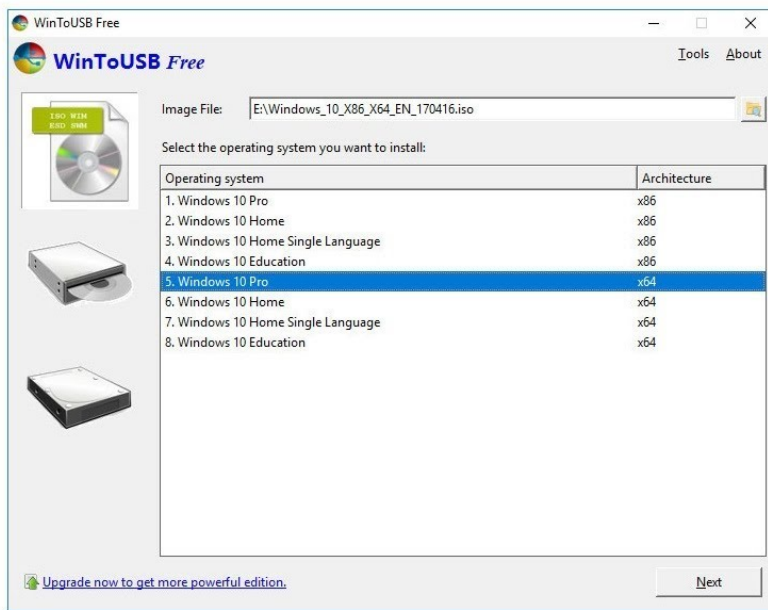 WinToUSB Free
WinToUSB Free
Tools About
ISO WIM
ESD SWM
Image File: E:\Windows_10_X86_X64_EN_170416.iso
Select the operating system you want to install:
Operating system Architecture
1. Windows 10 Pro x86
2. Windows 10 Home x86
3. Windows 10 Home Single Language x86
4. Windows 10 Education x86
5. Windows 10 Pro x64
6. Windows 10 Home x64
7. Windows 10 Home Single Language x64
8. Windows 10 Education x64
Upgrade now to get more powerful edition.
Next